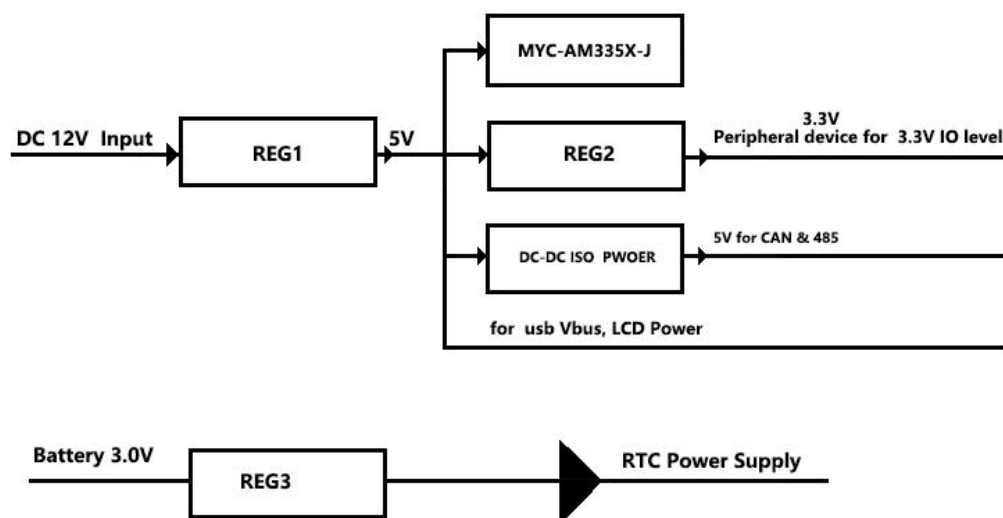 MYC-AM335X-J
DC 12V Input
REG1
5V
REG2
3.3V
Peripheral device for 3.3V IO level
DC-DC ISO PWOER
5V for CAN & 485
for usb Vbus, LCD Power
Battery 3.0V
REG3
RTC Power Supply